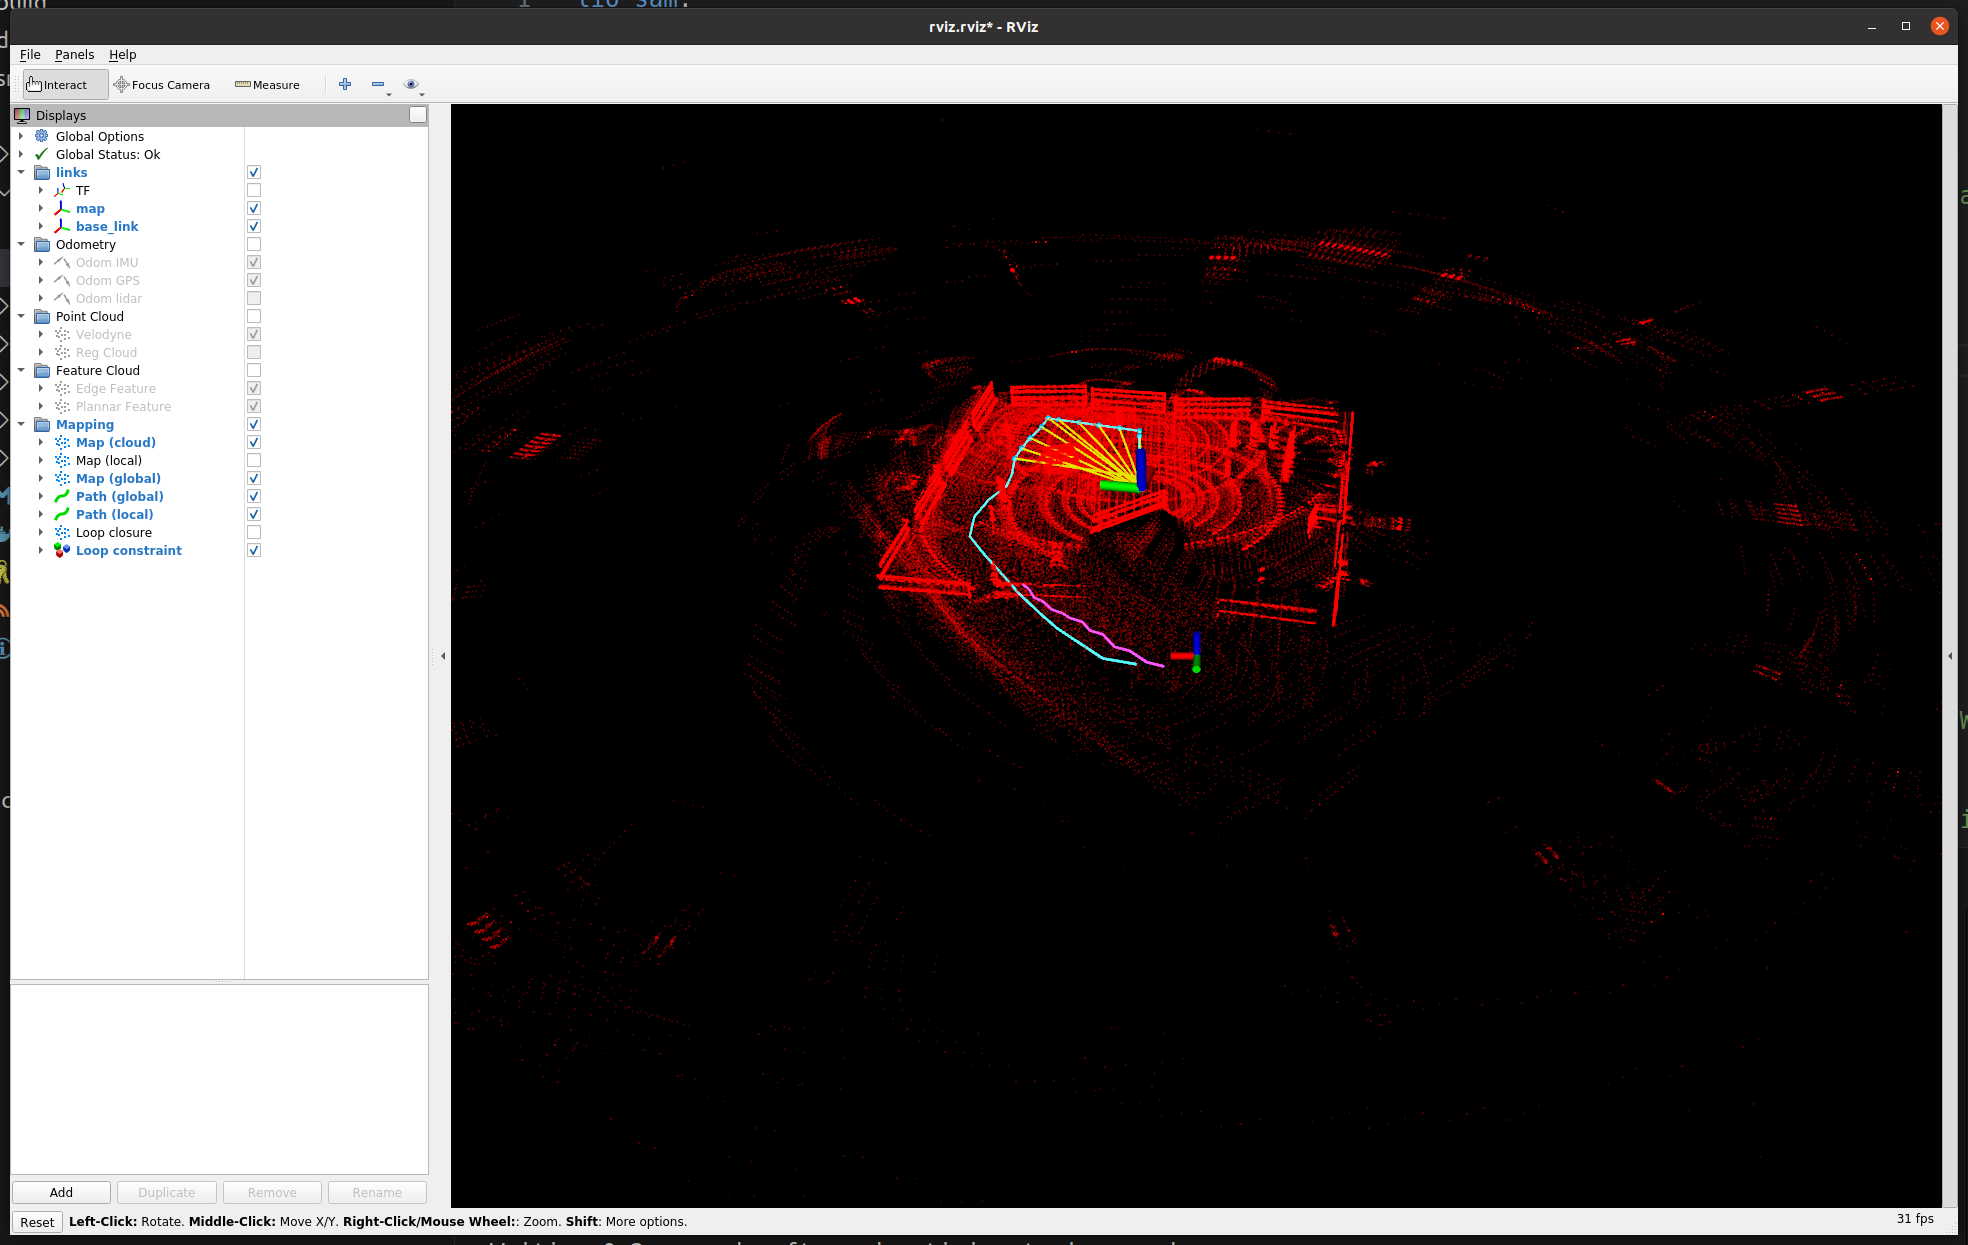 1 lio sam:
rviz.rviz* - RViz
File Panels Help
Interact Focus Camera Measure
Displays
Global Options
Global Status: Ok
links
TF
map
base_link
Odometry
Odom IMU
Odom GPS
Odom lidar
Point Cloud
Velodyne
Reg Cloud
Feature Cloud
Edge Feature
Plannar Feature
Mapping
Map (cloud)
Map (local)
Map (global)
Path (global)
Path (local)
Loop closure
Loop constraint
Add Duplicate Remove Rename
Reset Left-Click: Rotate. Middle-Click: Move X/Y. Right-Click/Mouse Wheel:: Zoom. Shift: More options. 31 fps